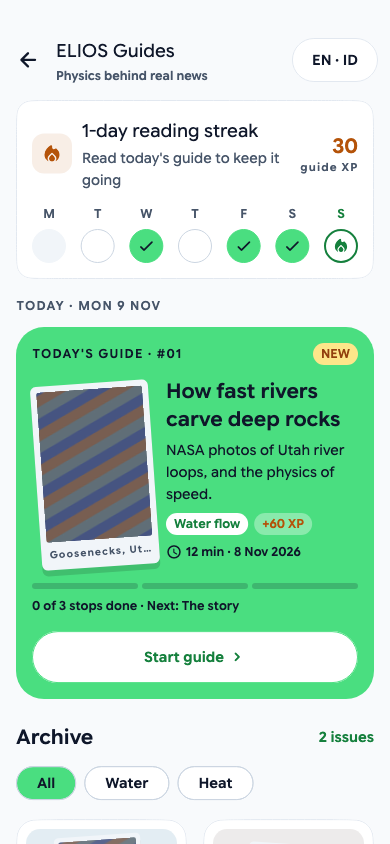 ELIOS Guides
Physics behind real news
EN · ID
1-day reading streak
Read today's guide to keep it
going
30
guide XP
M T W T F S S
TODAY · MON 9 NOV
TODAY'S GUIDE · #01
NEW
How fast rivers
carve deep rocks
NASA photos of Utah river
loops, and the physics of
speed.
Water flow
+60 XP
12 min · 8 Nov 2026
Goosenecks, Ut...
0 of 3 stops done · Next: The story
Start guide
Archive
2 issues
All
Water
Heat